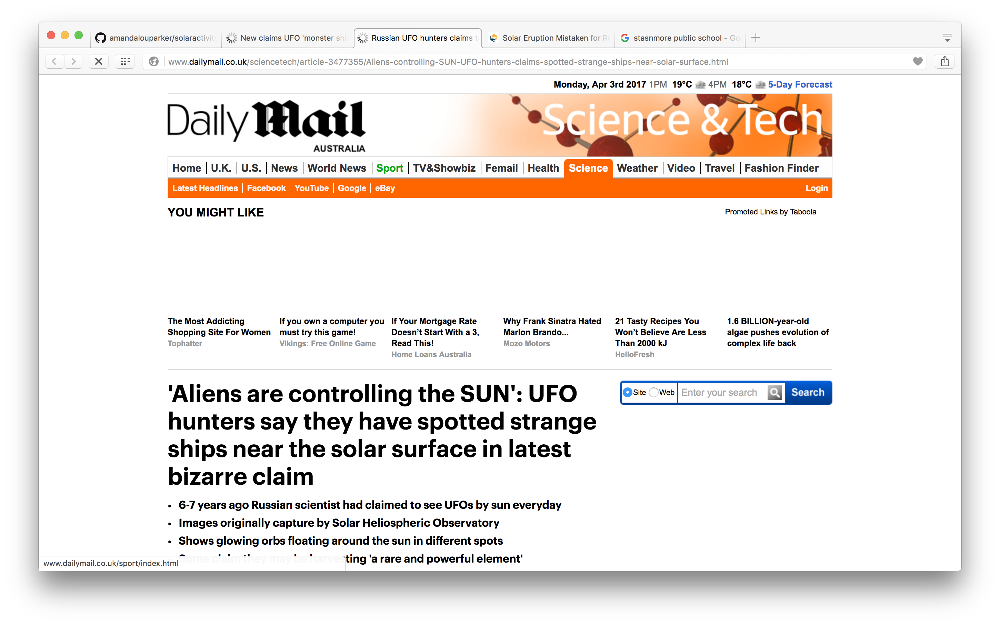 amandalouparker/solaractivity
New claims UFO 'monster shi
Russian UFO hunters claims t
Solar Eruption Mistaken for R
stasnmore public school - Go
www.dailymail.co.uk/sciencetech/article-3477355/Aliens-controlling-SUN-UFO-hunters-claims-spotted-strange-ships-near-solar-surface.html
Monday, Apr 3rd 2017 1PM 19°C 4PM 18°C 5-Day Forecast
Daily Mail
AUSTRALIA
Science & Tech
Home U.K. U.S. News World News Sport TV&Showbiz Femail Health Science Weather Video Travel Fashion Finder
Latest Headlines Facebook YouTube Google eBay Login
YOU MIGHT LIKE
Promoted Links by Taboola
The Most Addicting
Shopping Site For Women
Tophatter
If you own a computer you
must try this game!
Vikings: Free Online Game
If Your Mortgage Rate
Doesn't Start With a 3,
Read This!
Home Loans Australia
Why Frank Sinatra Hated
Marlon Brando...
Mozo Motors
21 Tasty Recipes You
Won't Believe Are Less
Than 2000 kJ
HelloFresh
1.6 BILLION-year-old
algae pushes evolution of
complex life back
'Aliens are controlling the SUN': UFO
hunters say they have spotted strange
ships near the solar surface in latest
bizarre claim
Site Web Enter your search Search
• 6-7 years ago Russian scientist had claimed to see UFOs by sun everyday
• Images originally capture by Solar Heliospheric Observatory
• Shows glowing orbs floating around the sun in different spots
Some claim they may be harvesting 'a rare and powerful element'
www.dailymail.co.uk/sport/index.html